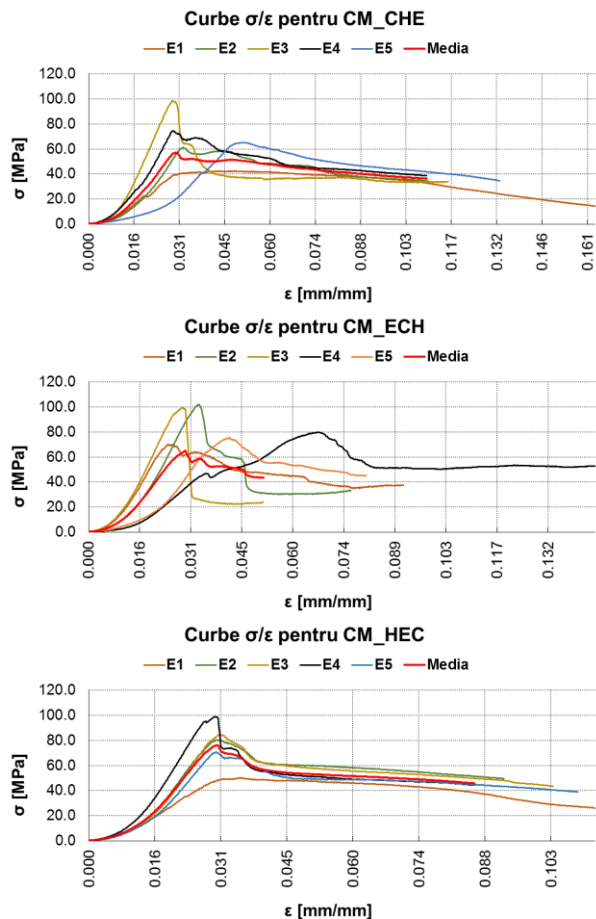 Curbe σ/ε pentru CM_CHE
E1 E2 E3 E4 E5 Media
σ [MPa]
120.0
100.0
80.0
60.0
40.0
20.0
0.0
0.000 0.016 0.031 0.045 0.060 0.074 0.088 0.103 0.117 0.132 0.146 0.161
ε [mm/mm]
Curbe σ/ε pentru CM_ECH
E1 E2 E3 E4 E5 Media
σ [MPa]
120.0
100.0
80.0
60.0
40.0
20.0
0.0
0.000 0.016 0.031 0.045 0.060 0.074 0.089 0.103 0.117 0.132
ε [mm/mm]
Curbe σ/ε pentru CM_HEC
E1 E2 E3 E4 E5 Media
σ [MPa]
120.0
100.0
80.0
60.0
40.0
20.0
0.0
0.000 0.016 0.031 0.045 0.060 0.074 0.088 0.103
ε [mm/mm]